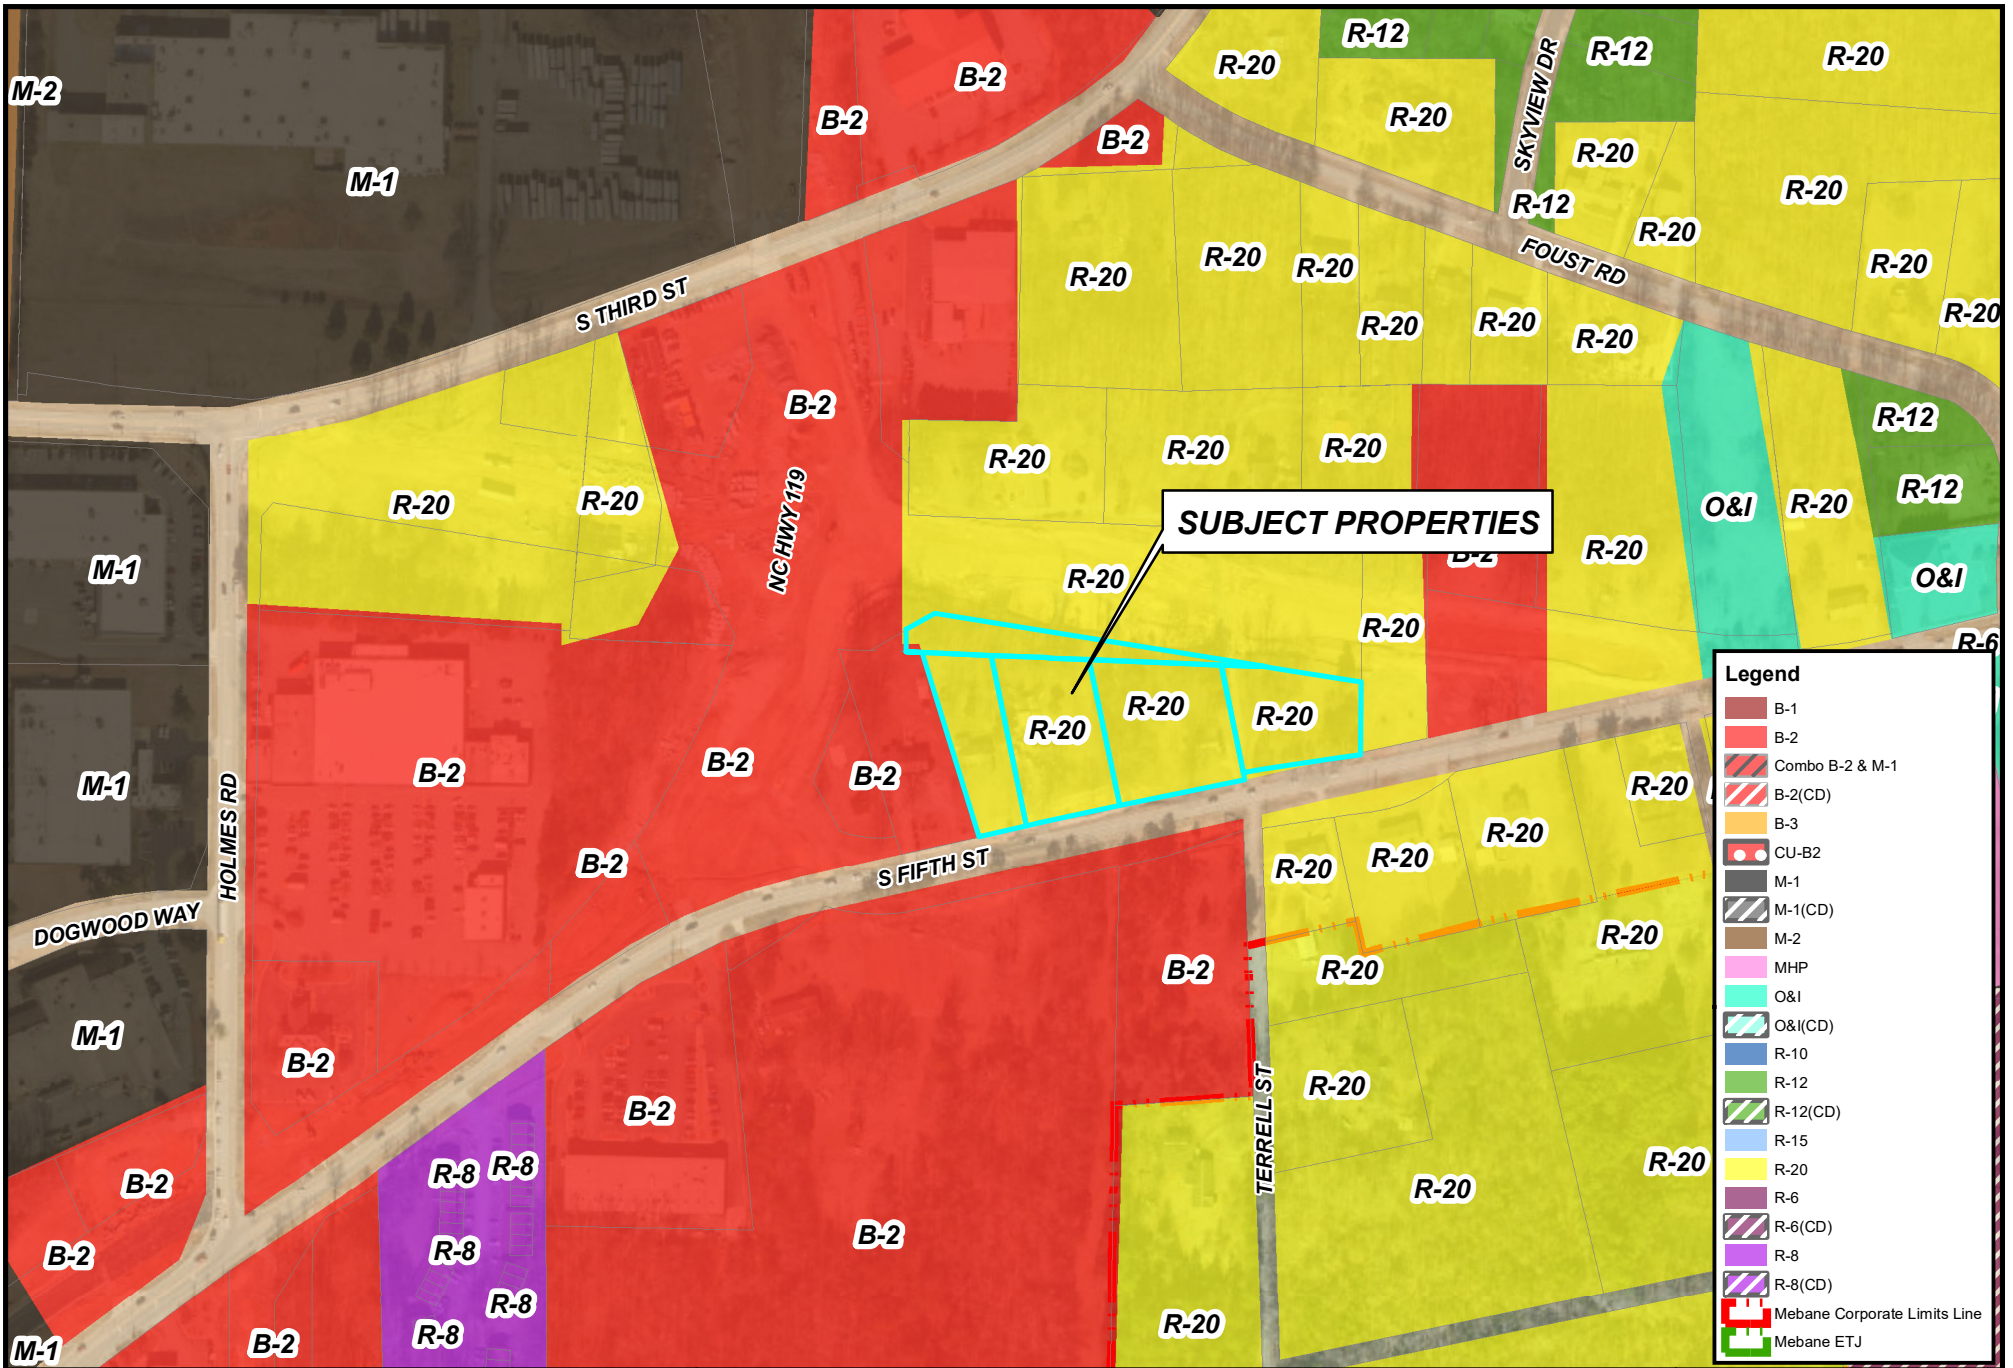 R-12
R-12
R-20
R-20
M-2
B-2
B-2
R-20
B-2
SKYVIEW DR
R-20
M-1
R-20
R-12
R-20
FOUST RD
R-20
R-20
R-20
R-20
S THIRD ST
R-20
R-20
R-20
R-20
B-2
R-12
R-20
R-20
R-20
R-12
R-20
R-20
NC HWY 119
O&I
R-20
SUBJECT PROPERTIES
B-2
R-20
M-1
R-20
O&I
R-20
R-6
R-20
R-20
R-20
B-2
B-2
B-2
M-1
HOLMES RD
R-20
R-20
R-20
R-20
B-2
S FIFTH ST
DOGWOOD WAY
R-20
R-20
B-2
M-1
B-2
B-2
R-20
TERRELL ST
R-20
R-20
B-2
R-8
R-8
B-2
B-2
R-8
R-8
R-8
R-20
B-2
M-1
Legend
B-1
B-2
Combo B-2 & M-1
B-2(CD)
B-3
CU-B2
M-1
M-1(CD)
M-2
MHP
O&I
O&I(CD)
R-10
R-12
R-12(CD)
R-15
R-20
R-6
R-6(CD)
R-8
R-8(CD)
Mebane Corporate Limits Line
Mebane ETJ